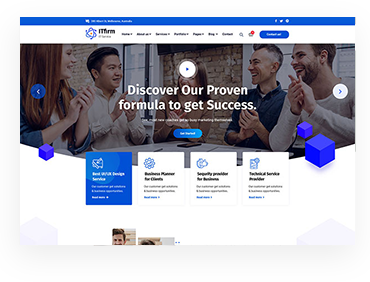 ITfirm
Home
About us
Services
Portfolio
Pages
Blog
Contact
Contact us
Discover Our Proven
formula to get Success.
Get Started
Best UI/UX Design
Service
Our customer get solutions
& business opportunities
Read more
Business Planner
for Clients
Our customer get solutions
& business opportunities
Read more
Sequrity provider
for Business
Our customer get solutions
& business opportunities
Read more
Technical Service
Provider
Our customer get solutions
& business opportunities
Read more